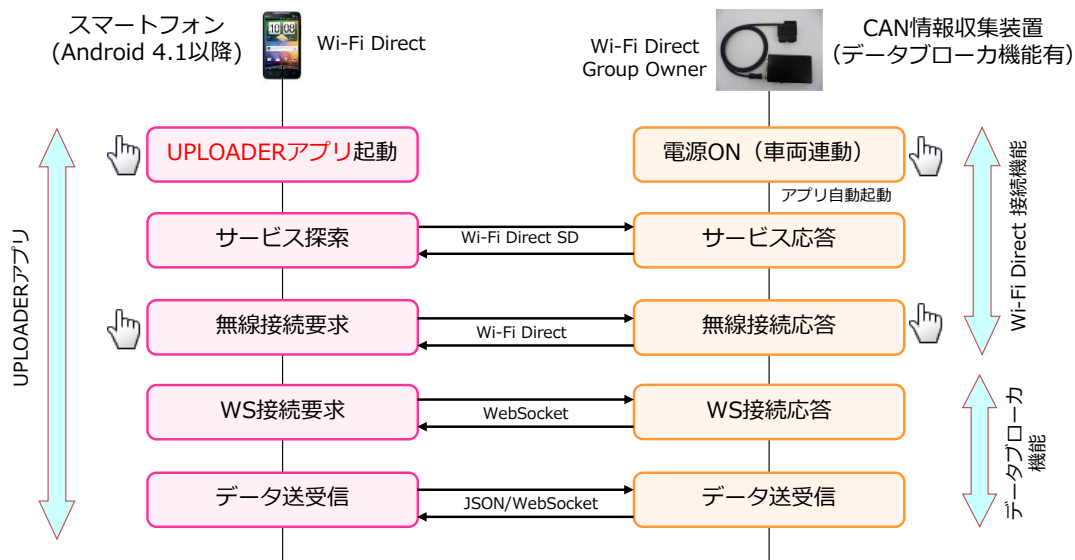 スマートフォン
(Android 4.1以降)
Wi-Fi Direct
Wi-Fi Direct
Group Owner
CAN情報収集装置
(データブローカ機能有)
UPLOADERアプリ起動
電源ON（車両連動）
アプリ自動起動
サービス探索
Wi-Fi Direct SD
サービス応答
無線接続要求
Wi-Fi Direct
無線接続応答
WS接続要求
WebSocket
WS接続応答
データ送受信
JSON/WebSocket
データ送受信
UPLOADERアプリ
Wi-Fi Direct 接続機能
データブローカ
機能